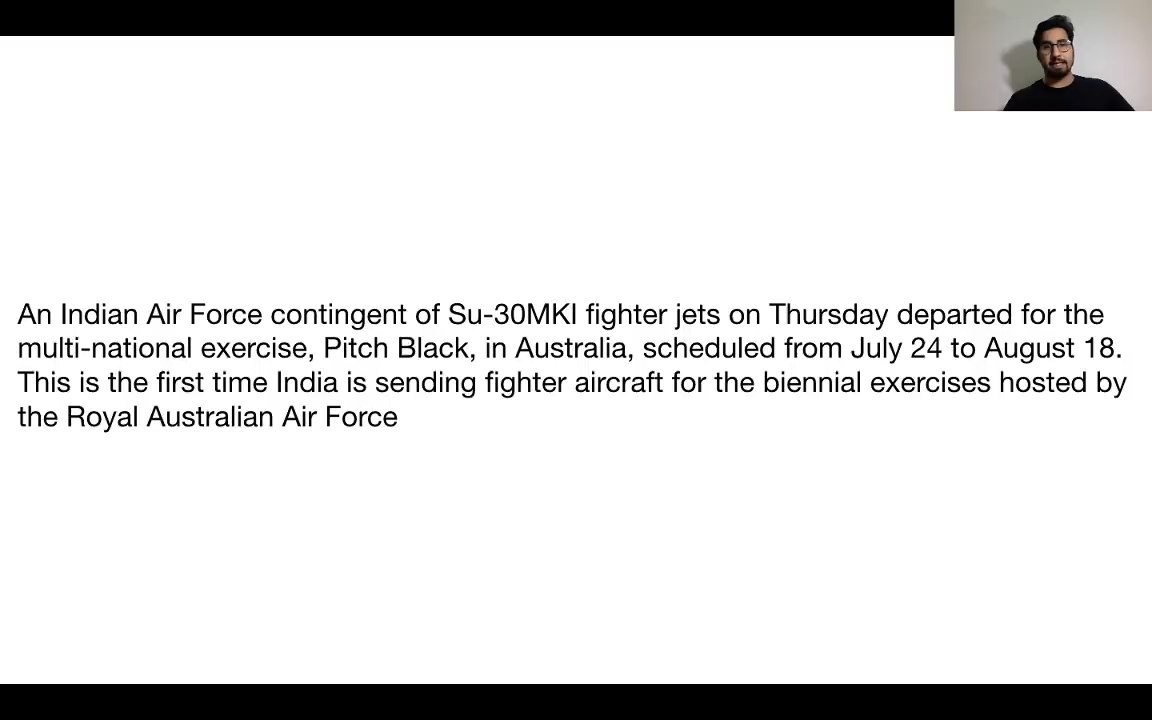 An Indian Air Force contingent of Su-30MKI fighter jets on Thursday departed for the
multi-national exercise, Pitch Black, in Australia, scheduled from July 24 to August 18.
This is the first time India is sending fighter aircraft for the biennial exercises hosted by
the Royal Australian Air Force